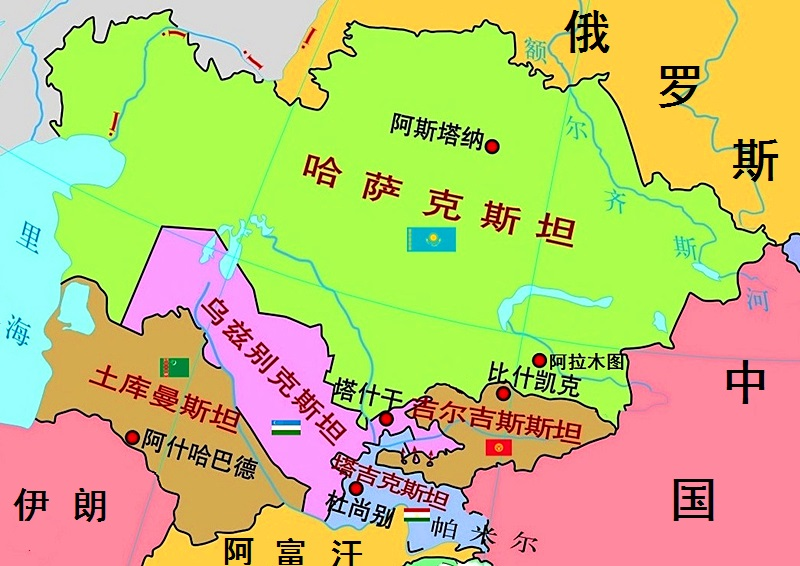 俄罗斯
额尔齐斯河
阿斯塔纳
哈萨克斯坦
里海
乌兹别克斯坦
阿拉木图
比什凯克
塔什干
吉尔吉斯斯坦
土库曼斯坦
阿什哈巴德
塔吉克斯坦
杜尚别
帕米尔
中国
伊朗
阿富汗